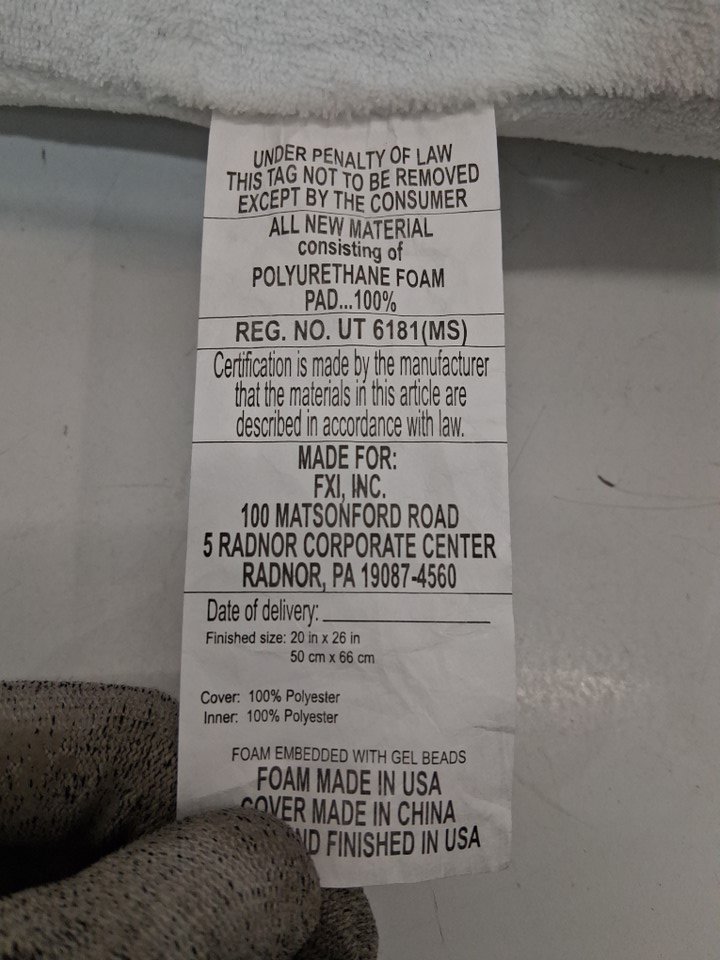 UNDER PENALTY OF LAW
THIS TAG NOT TO BE REMOVED
EXCEPT BY THE CONSUMER
ALL NEW MATERIAL
consisting of
POLYURETHANE FOAM
PAD...100%
REG. NO. UT 6181(MS)
Certification is made by the manufacturer
that the materials in this article are
described in accordance with law.
MADE FOR:
FXI, INC.
100 MATSONFORD ROAD
5 RADNOR CORPORATE CENTER
RADNOR, PA 19087-4560
Date of delivery:
Finished size: 20 in x 26 in
50 cm x 66 cm
Cover: 100% Polyester
Inner: 100% Polyester
FOAM EMBEDDED WITH GEL BEADS
FOAM MADE IN USA
COVER MADE IN CHINA
FINISHED IN USA